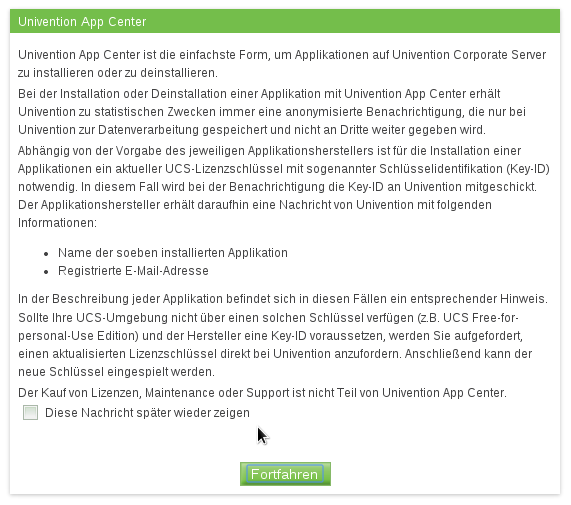 Univention App Center
Univention App Center ist die einfachste Form, um Applikationen auf Univention Corporate Server
zu installieren oder zu deinstallieren.
Bei der Installation oder Deinstallation einer Applikation mit Univention App Center erhält
Univention zu statistischen Zwecken immer eine anonymisierte Benachrichtigung, die nur bei
Univention zur Datenverarbeitung gespeichert und nicht an Dritte weiter gegeben wird.
Abhängig von der Vorgabe des jeweiligen Applikationsherstellers ist für die Installation einer
Applikationen ein aktueller UCS-Lizenzschlüssel mit sogenannter Schlüsselidentifikation (Key-ID)
notwendig. In diesem Fall wird bei der Benachrichtigung die Key-ID an Univention mitgeschickt.
Der Applikationshersteller erhält daraufhin eine Nachricht von Univention mit folgenden
Informationen:
• Name der soeben installierten Applikation
• Registrierte E-Mail-Adresse
In der Beschreibung jeder Applikation befindet sich in diesen Fällen ein entsprechender Hinweis.
Sollte Ihre UCS-Umgebung nicht über einen solchen Schlüssel verfügen (z.B. UCS Free-for-
personal-Use Edition) und der Hersteller eine Key-ID voraussetzen, werden Sie aufgefordert,
einen aktualisierten Lizenzschlüssel direkt bei Univention anzufordern. Anschließend kann der
neue Schlüssel eingespielt werden.
Der Kauf von Lizenzen, Maintenance oder Support ist nicht Teil von Univention App Center.
Diese Nachricht später wieder zeigen
Fortfahren